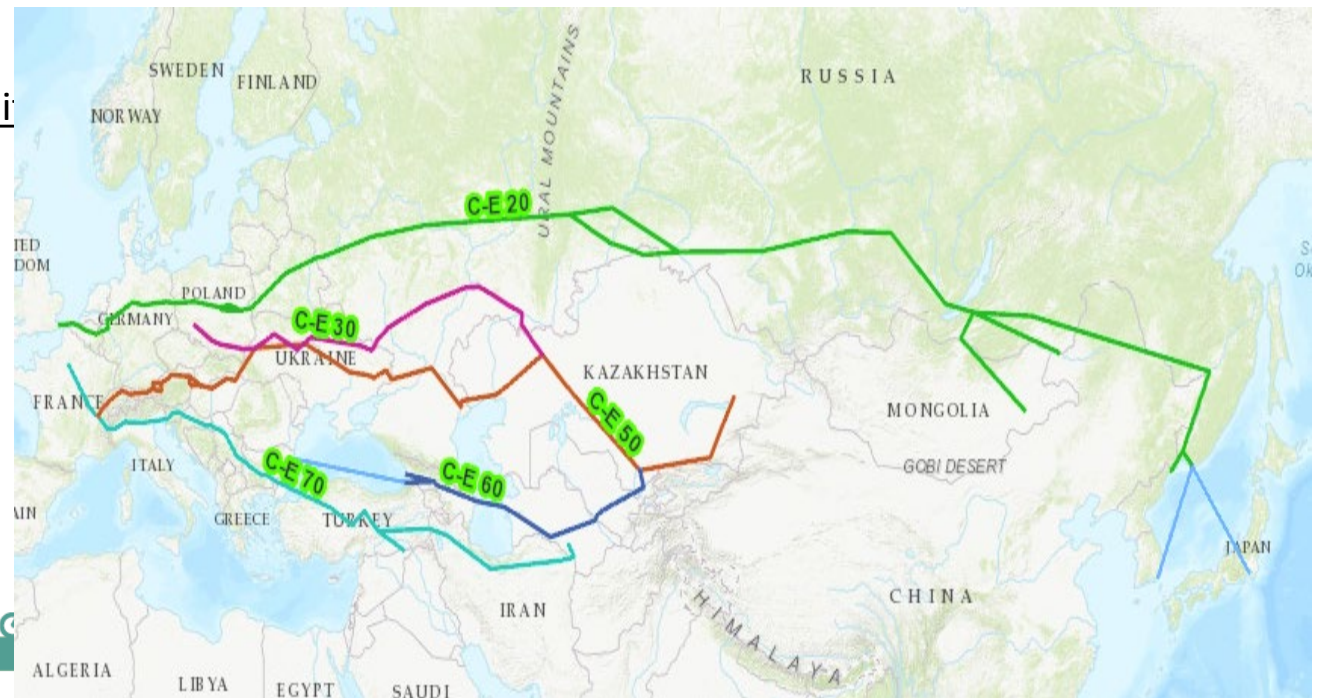 SWEDEN
FINLAND
RUSSIA
NORWAY
URAL MOUNTAINS
C-E 20
POLAND
GERMANY
C-E 30
UKRAINE
KAZAKHSTAN
FRANCE
C-E 50
MONGOLIA
GOBI DESERT
ITALY
C-E 70
C-E 60
GREECE
TURKEY
JAPAN
CHINA
IRAN
HIMALAYA
ALGERIA
LIBYA
EGYPT
SAUDI